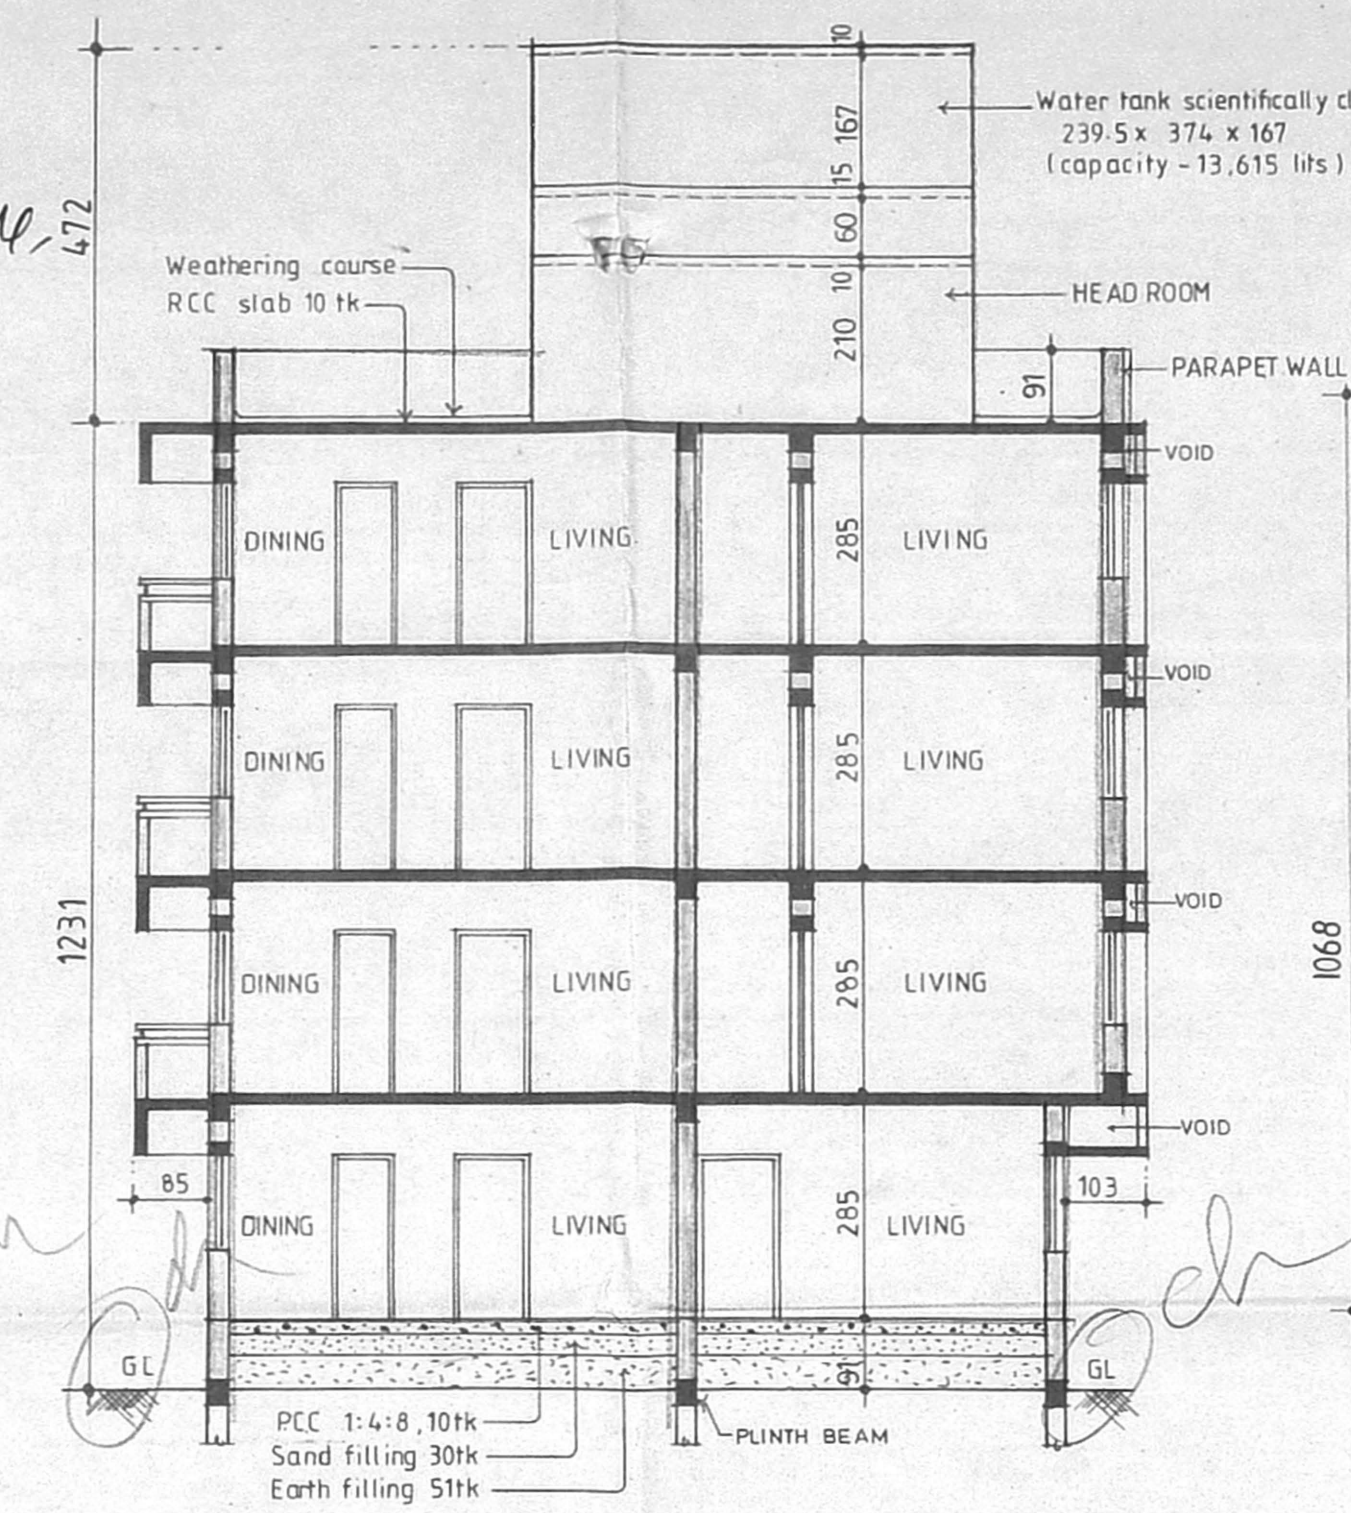 10
Water tank scientifically cl
239.5 x 374 x 167
(capacity - 13,615 lits)
167
15
472
60
Weathering course
RCC slab 10 tk
10
HEAD ROOM
210
91
PARAPET WALL
VOID
DINING
LIVING
285
LIVING
VOID
DINING
LIVING
285
LIVING
VOID
1231
1068
DINING
LIVING
285
LIVING
VOID
85
103
DINING
LIVING
285
LIVING
GL
91
GL
PCC 1:4:8, 10tk
Sand filling 30tk
Earth filling 51tk
PLINTH BEAM